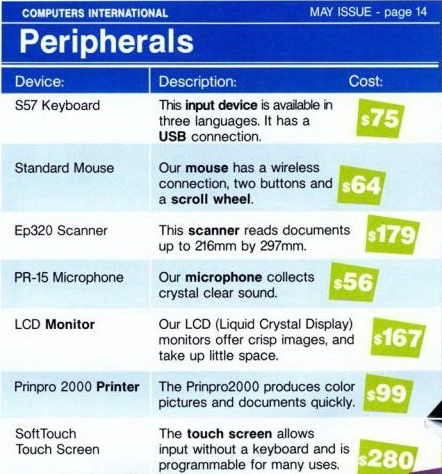 COMPUTERS INTERNATIONAL MAY ISSUE - page 14
Peripherals
Device: Description: Cost:
S57 Keyboard This input device is available in
three languages. It has a
USB connection.
$75
Standard Mouse Our mouse has a wireless
connection, two buttons and
a scroll wheel.
$64
Ep320 Scanner This scanner reads documents
up to 216mm by 297mm.
$179
PR-15 Microphone Our microphone collects
crystal clear sound.
$56
LCD Monitor Our LCD (Liquid Crystal Display)
monitors offer crisp images, and
take up little space.
$167
Prinpro 2000 Printer The Prinpro2000 produces color
pictures and documents quickly.
$99
SoftTouch The touch screen allows
Touch Screen input without a keyboard and is
programmable for many uses.
$280